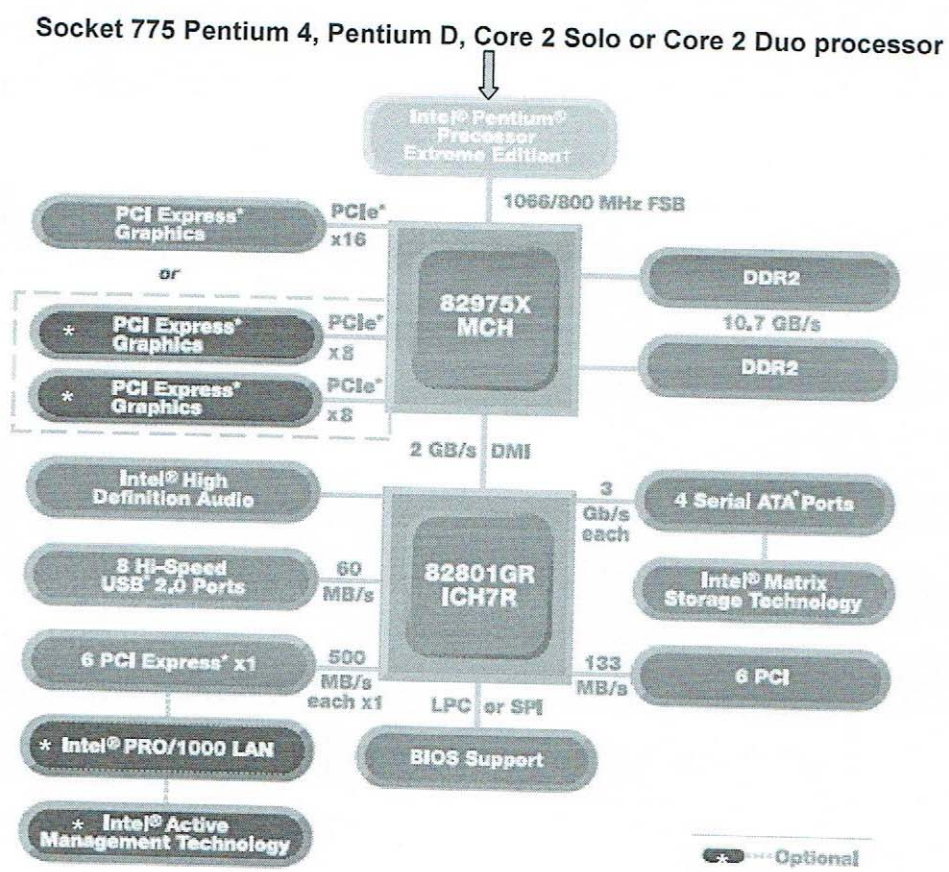 Socket 775 Pentium 4, Pentium D, Core 2 Solo or Core 2 Duo processor
Intel® Pentium®
Processor
Extreme Edition†
1066/800 MHz FSB
PCI Express*
Graphics
PCIe*
x16
or
* PCI Express*
Graphics
PCIe*
x8
* PCI Express*
Graphics
PCIe*
x8
82975X
MCH
DDR2
10.7 GB/s
DDR2
2 GB/s DMI
Intel® High
Definition Audio
8 Hi-Speed
USB* 2.0 Ports
60
MB/s
6 PCI Express* x1
500
MB/s
each x1
* Intel® PRO/1000 LAN
* Intel® Active
Management Technology
82801GR
ICH7R
3
Gb/s
each
4 Serial ATA* Ports
Intel® Matrix
Storage Technology
133
MB/s
6 PCI
LPC or SPI
BIOS Support
* Optional